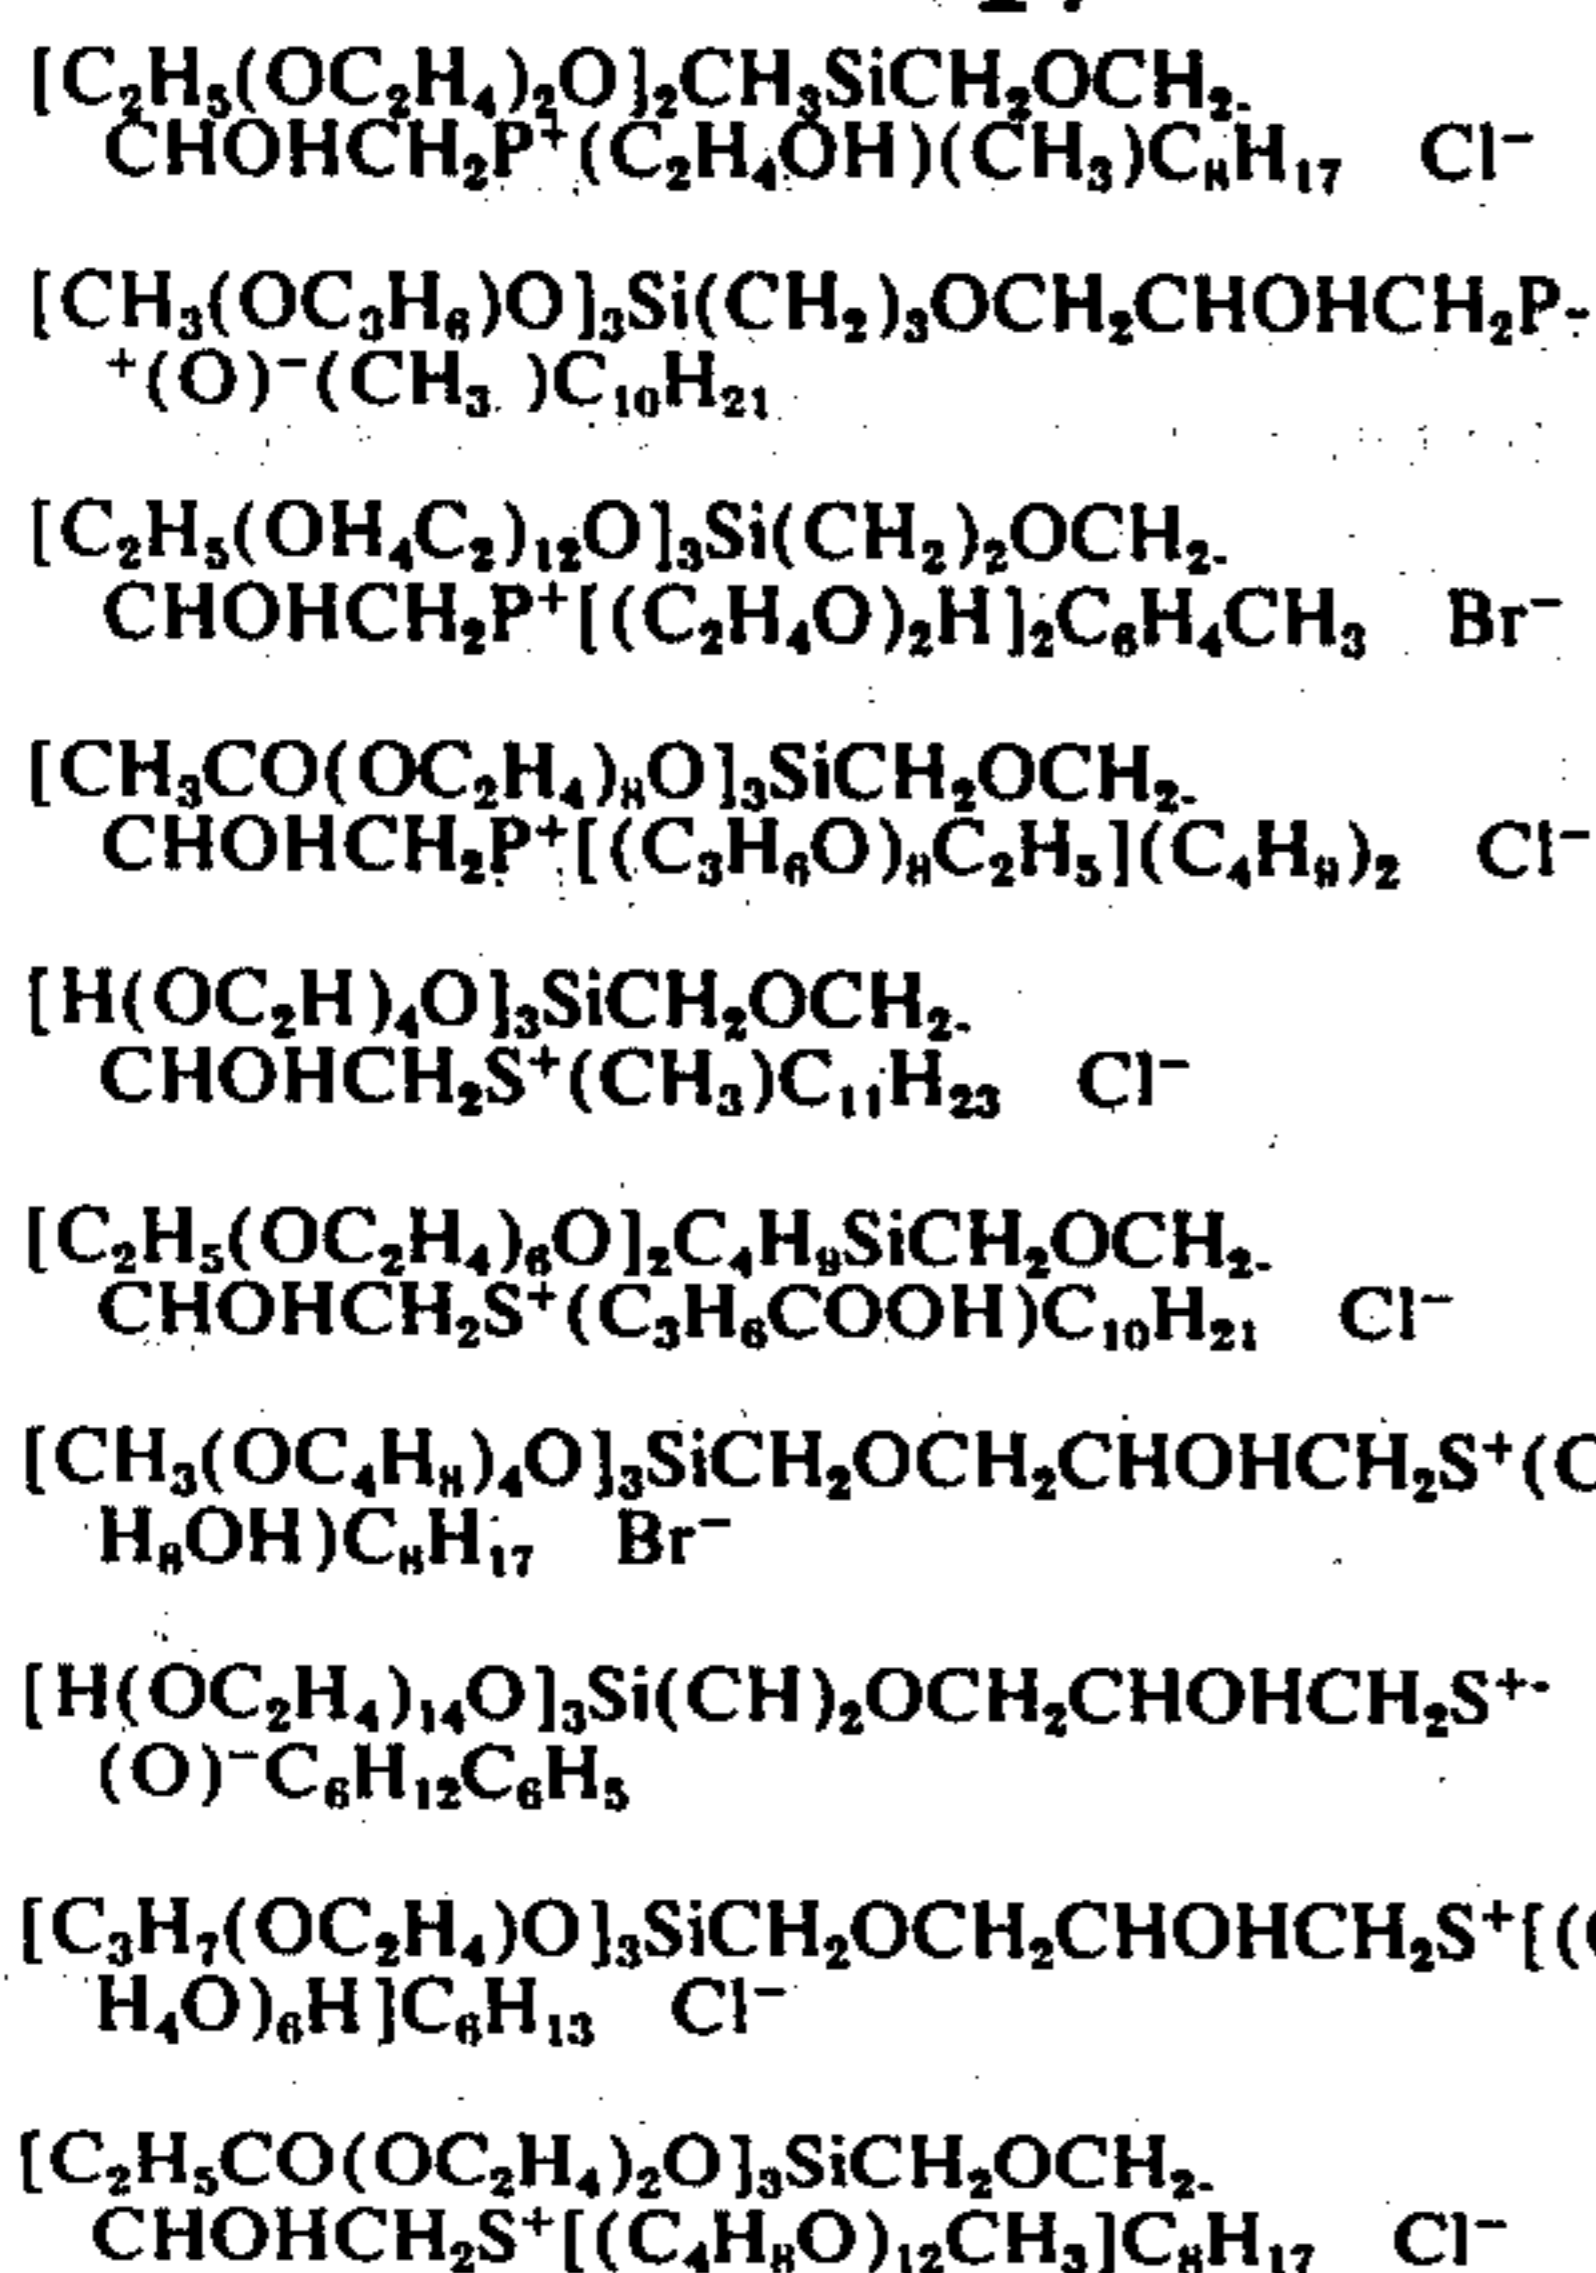 [C₂H₅(OC₂H₄)₂O]₂CH₃SiCH₂OCH₂-
CHOHCH₂P⁺(C₂H₄OH)(CH₃)C₈H₁₇ Cl⁻
[CH₃(OC₃H₆)O]₃Si(CH₂)₃OCH₂CHOHCH₂P-
⁺(O)⁻(CH₃)C₁₀H₂₁
[C₂H₅(OH₄C₂)₁₂O]₃Si(CH₂)₂OCH₂-
CHOHCH₂P⁺[(C₂H₄O)₂H]₂C₆H₄CH₃ Br⁻
[CH₃CO(OC₂H₄)₈O]₃SiCH₂OCH₂-
CHOHCH₂P⁺[(C₃H₆O)₈C₂H₅](C₄H₉)₂ Cl⁻
[H(OC₂H)₄O]₃SiCH₂OCH₂-
CHOHCH₂S⁺(CH₃)C₁₁H₂₃ Cl⁻
[C₂H₅(OC₂H₄)₆O]₂C₄H₉SiCH₂OCH₂-
CHOHCH₂S⁺(C₃H₆COOH)C₁₀H₂₁ Cl⁻
[CH₃(OC₄H₈)₄O]₃SiCH₂OCH₂CHOHCH₂S⁺(C
H₈OH)C₈H₁₇ Br⁻
[H(OC₂H₄)₁₄O]₃Si(CH)₂OCH₂CHOHCH₂S⁺-
(O)⁻C₆H₁₂C₆H₅
[C₃H₇(OC₂H₄)O]₃SiCH₂OCH₂CHOHCH₂S⁺[(
H₄O)₆H]C₆H₁₃ Cl⁻
[C₂H₅CO(OC₂H₄)₂O]₃SiCH₂OCH₂-
CHOHCH₂S⁺[(C₄H₈O)₁₂CH₃]C₈H₁₇ Cl⁻